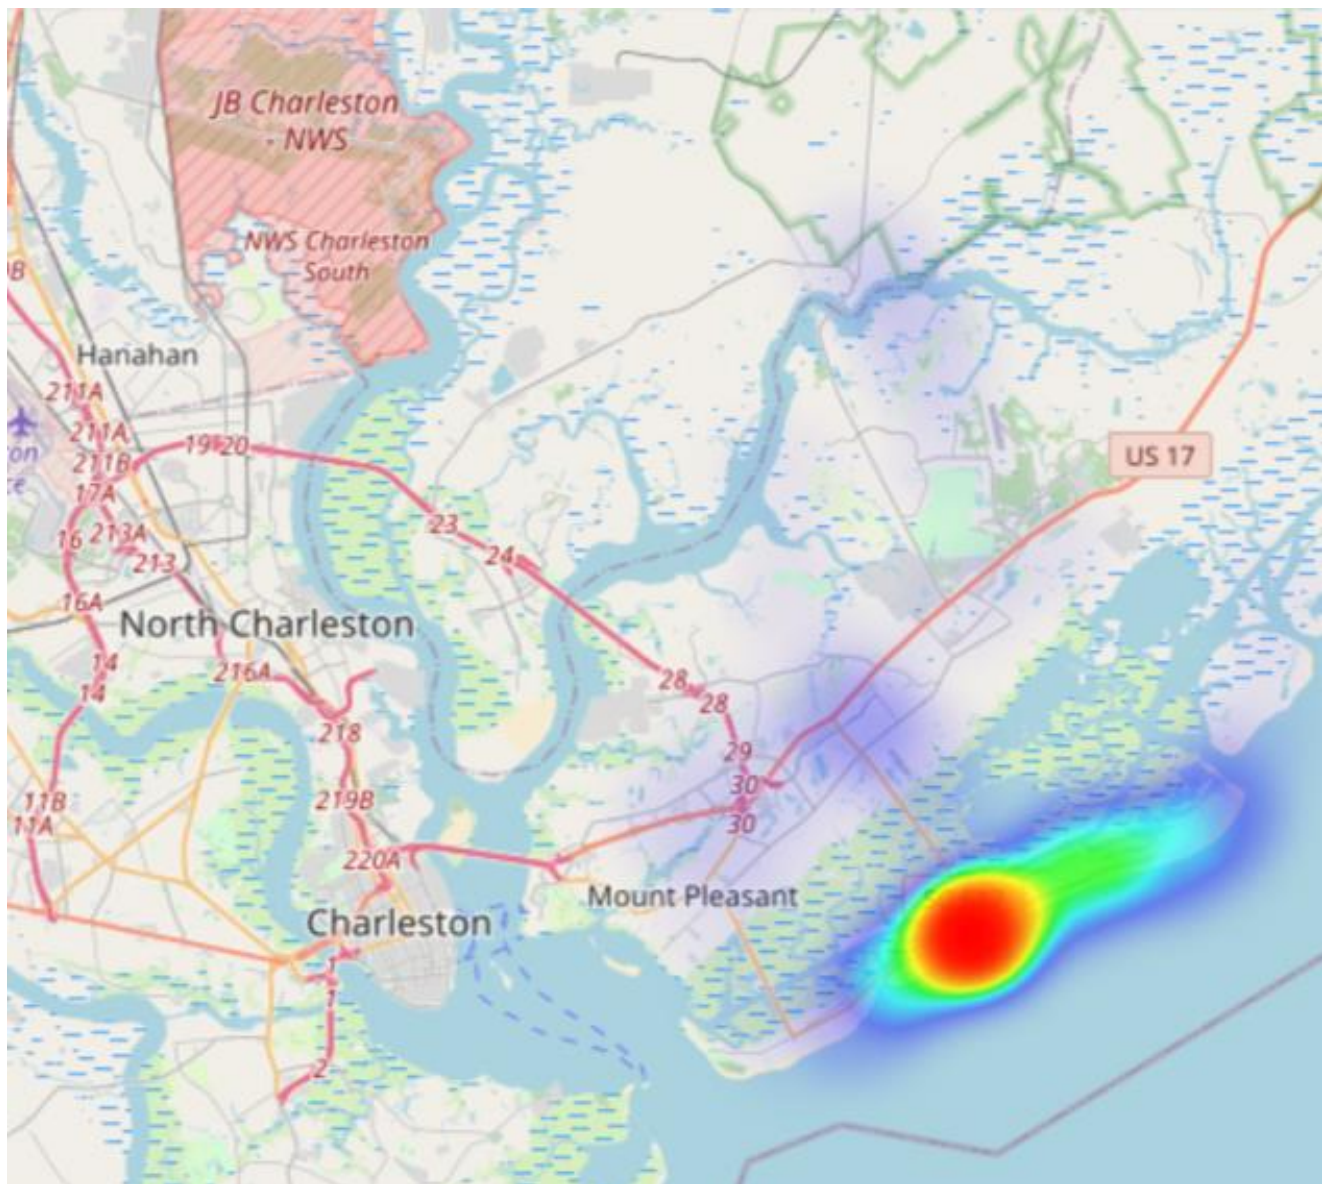 JB Charleston
- NWS
NWS Charleston
South
Hanahan
211A
211A
211B
19
20
17A
US 17
16
213A
213
23
24
16A
North Charleston
14
216A
14
28
28
218
29
11B
219B
30
11A
30
220A
Mount Pleasant
Charleston
1
1
2